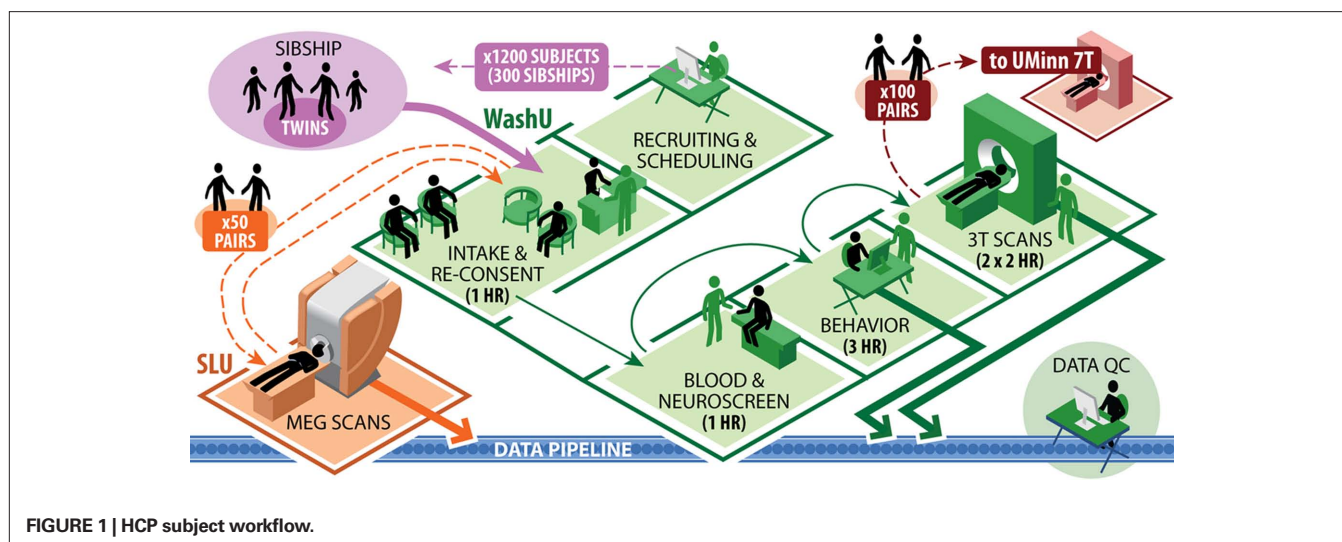 SIBSHIP
TWINS
x1200 SUBJECTS
(300 SIBSHIPS)
WashU
RECRUITING &
SCHEDULING
x100
PAIRS
to UMinn 7T
x50
PAIRS
INTAKE &
RE-CONSENT
(1 HR)
3T SCANS
(2 x 2 HR)
BEHAVIOR
(3 HR)
BLOOD &
NEUROSCREEN
(1 HR)
SLU
MEG SCANS
DATA QC
DATA PIPELINE
FIGURE 1 | HCP subject workflow.